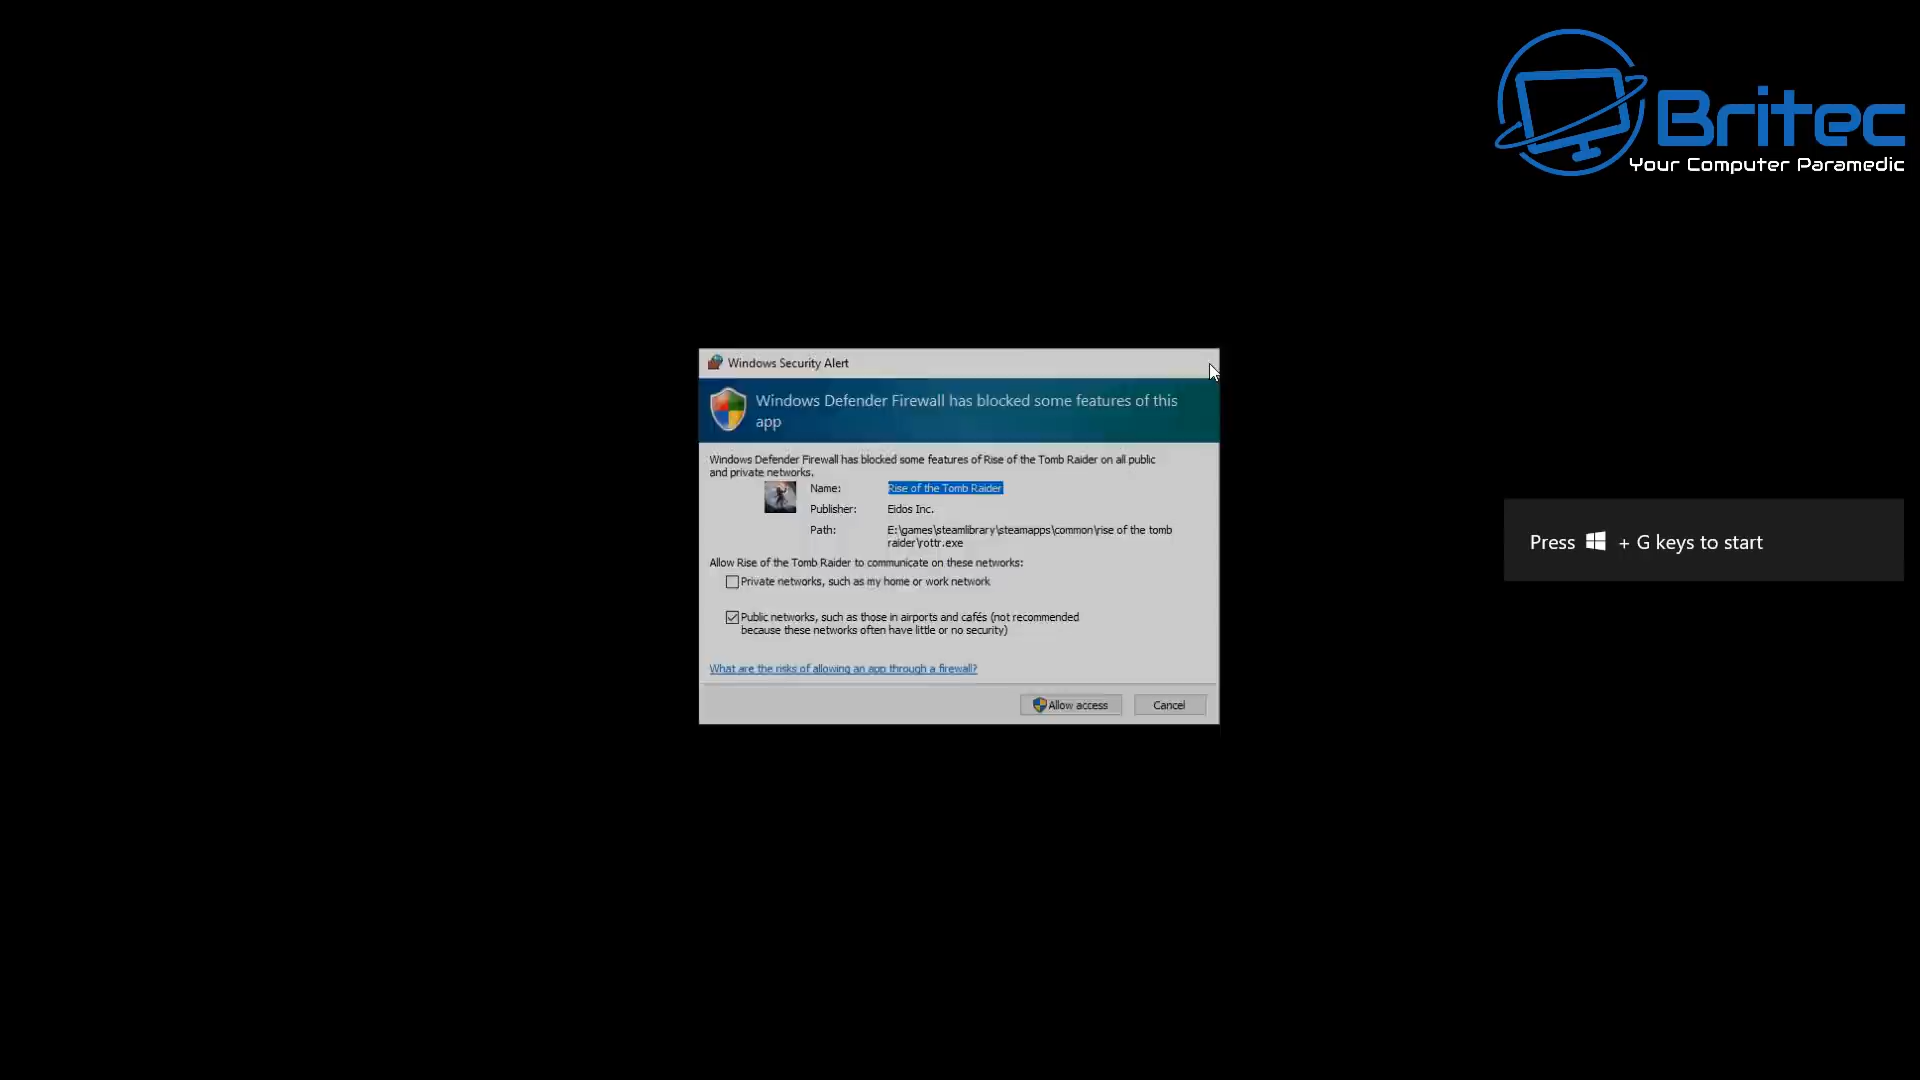 Britec
Your Computer Paramedic
Windows Security Alert
Windows Defender Firewall has blocked some features of this
app
Windows Defender Firewall has blocked some features of Rise of the Tomb Raider on all public
and private networks.
Name: Rise of the Tomb Raider
Publisher: Eidos Inc.
Path: E:\games\steamlibrary\steamapps\common\rise of the tomb
raider\rottr.exe
Allow Rise of the Tomb Raider to communicate on these networks:
Private networks, such as my home or work network
Public networks, such as those in airports and cafés (not recommended
because these networks often have little or no security)
What are the risks of allowing an app through a firewall?
Allow access Cancel
Press + G keys to start